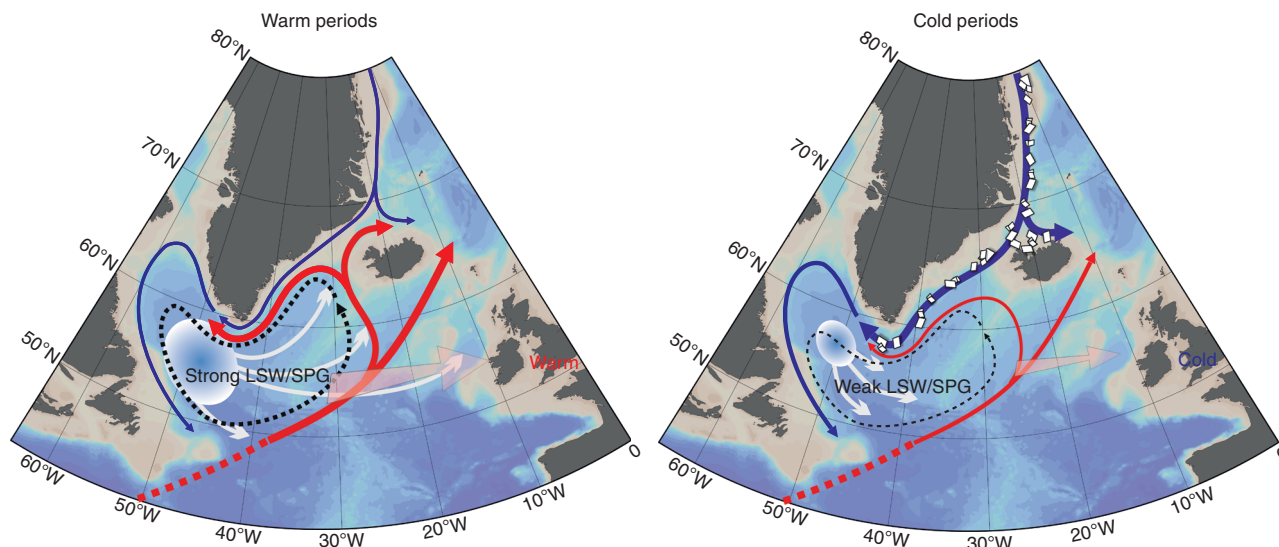 Warm periods
80°N
70°N
60°N
50°N
Strong LSW/SPG
Warm
60°W
50°W
40°W
30°W
20°W
10°W
0
Cold periods
80°N
70°N
60°N
50°N
Weak LSW/SPG
Cold
60°W
50°W
40°W
30°W
20°W
10°W